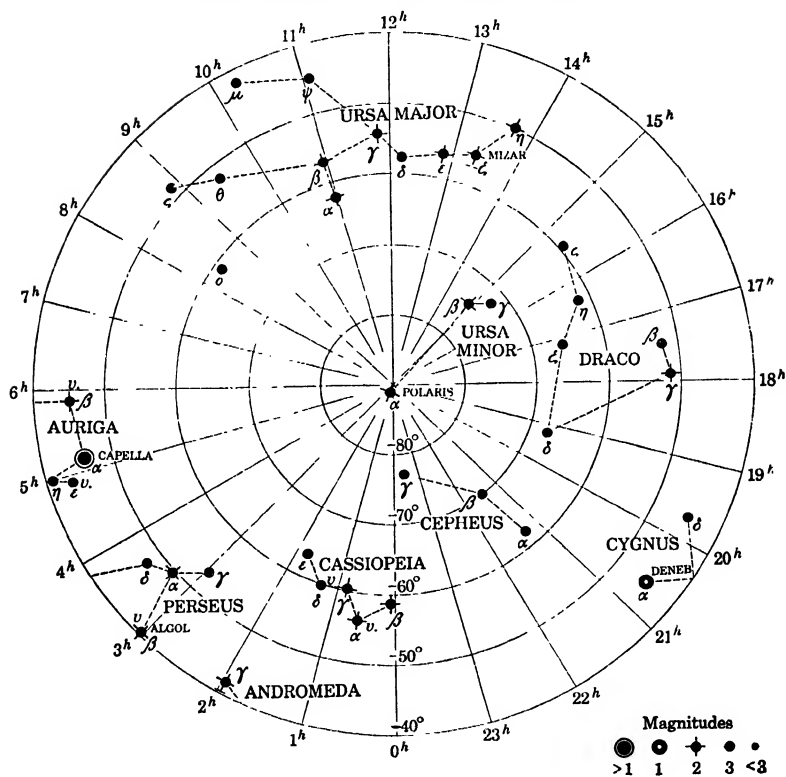 12h
11h
13h
10h
14h
μ
ψ
URSA MAJOR
η
9h
15h
γ
δ
ε
ζ
MIZAR
β
θ
ς
α
16h
8h
ς
ο
η
17h
7h
β
γ
URSA
MINOR
ξ
DRACO
β
γ
6h
υ.
β
α
POLARIS
18h
AURIGA
δ
CAPELLA
α
80°
5h
η
ε
υ.
γ
β
19h
70°
CEPHEUS
α
δ
CYGNUS
4h
δ
α
γ
ε
CASSIOPEIA
DENEB
α
20h
PERSEUS
δ
υ
γ
60°
β
α
υ.
υ
ALGOL
β
3h
21h
50°
γ
ANDROMEDA
2h
22h
1h
40°
0h
23h
Magnitudes
>1 1 2 3 <3